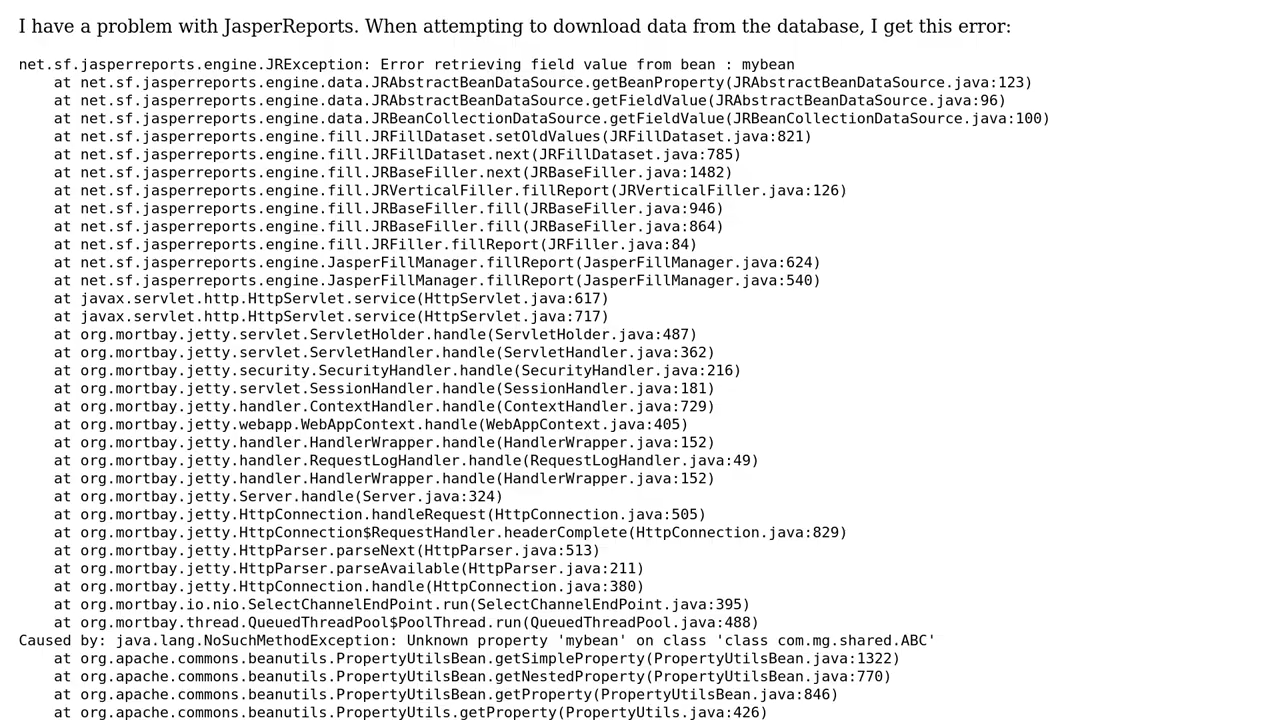 I have a problem with JasperReports. When attempting to download data from the database, I get this error:
net.sf.jasperreports.engine.JRException: Error retrieving field value from bean : mybean
    at net.sf.jasperreports.engine.data.JRAbstractBeanDataSource.getBeanProperty(JRAbstractBeanDataSource.java:123)
    at net.sf.jasperreports.engine.data.JRAbstractBeanDataSource.getFieldValue(JRAbstractBeanDataSource.java:96)
    at net.sf.jasperreports.engine.data.JRBeanCollectionDataSource.getFieldValue(JRBeanCollectionDataSource.java:100)
    at net.sf.jasperreports.engine.fill.JRFillDataset.setOldValues(JRFillDataset.java:821)
    at net.sf.jasperreports.engine.fill.JRFillDataset.next(JRFillDataset.java:785)
    at net.sf.jasperreports.engine.fill.JRBaseFiller.next(JRBaseFiller.java:1482)
    at net.sf.jasperreports.engine.fill.JRVerticalFiller.fillReport(JRVerticalFiller.java:126)
    at net.sf.jasperreports.engine.fill.JRBaseFiller.fill(JRBaseFiller.java:946)
    at net.sf.jasperreports.engine.fill.JRBaseFiller.fill(JRBaseFiller.java:864)
    at net.sf.jasperreports.engine.fill.JRFiller.fillReport(JRFiller.java:84)
    at net.sf.jasperreports.engine.JasperFillManager.fillReport(JasperFillManager.java:624)
    at net.sf.jasperreports.engine.JasperFillManager.fillReport(JasperFillManager.java:540)
    at javax.servlet.http.HttpServlet.service(HttpServlet.java:617)
    at javax.servlet.http.HttpServlet.service(HttpServlet.java:717)
    at org.mortbay.jetty.servlet.ServletHolder.handle(ServletHolder.java:487)
    at org.mortbay.jetty.servlet.ServletHandler.handle(ServletHandler.java:362)
    at org.mortbay.jetty.security.SecurityHandler.handle(SecurityHandler.java:216)
    at org.mortbay.jetty.servlet.SessionHandler.handle(SessionHandler.java:181)
    at org.mortbay.jetty.handler.ContextHandler.handle(ContextHandler.java:729)
    at org.mortbay.jetty.webapp.WebAppContext.handle(WebAppContext.java:405)
    at org.mortbay.jetty.handler.HandlerWrapper.handle(HandlerWrapper.java:152)
    at org.mortbay.jetty.handler.RequestLogHandler.handle(RequestLogHandler.java:49)
    at org.mortbay.jetty.handler.HandlerWrapper.handle(HandlerWrapper.java:152)
    at org.mortbay.jetty.Server.handle(Server.java:324)
    at org.mortbay.jetty.HttpConnection.handleRequest(HttpConnection.java:505)
    at org.mortbay.jetty.HttpConnection$RequestHandler.headerComplete(HttpConnection.java:829)
    at org.mortbay.jetty.HttpParser.parseNext(HttpParser.java:513)
    at org.mortbay.jetty.HttpParser.parseAvailable(HttpParser.java:211)
    at org.mortbay.jetty.HttpConnection.handle(HttpConnection.java:380)
    at org.mortbay.io.nio.SelectChannelEndPoint.run(SelectChannelEndPoint.java:395)
    at org.mortbay.thread.QueuedThreadPool$PoolThread.run(QueuedThreadPool.java:488)
Caused by: java.lang.NoSuchMethodException: Unknown property 'mybean' on class 'class com.mg.shared.ABC'
    at org.apache.commons.beanutils.PropertyUtilsBean.getSimpleProperty(PropertyUtilsBean.java:1322)
    at org.apache.commons.beanutils.PropertyUtilsBean.getNestedProperty(PropertyUtilsBean.java:770)
    at org.apache.commons.beanutils.PropertyUtilsBean.getProperty(PropertyUtilsBean.java:846)
    at org.apache.commons.beanutils.PropertyUtils.getProperty(PropertyUtils.java:426)